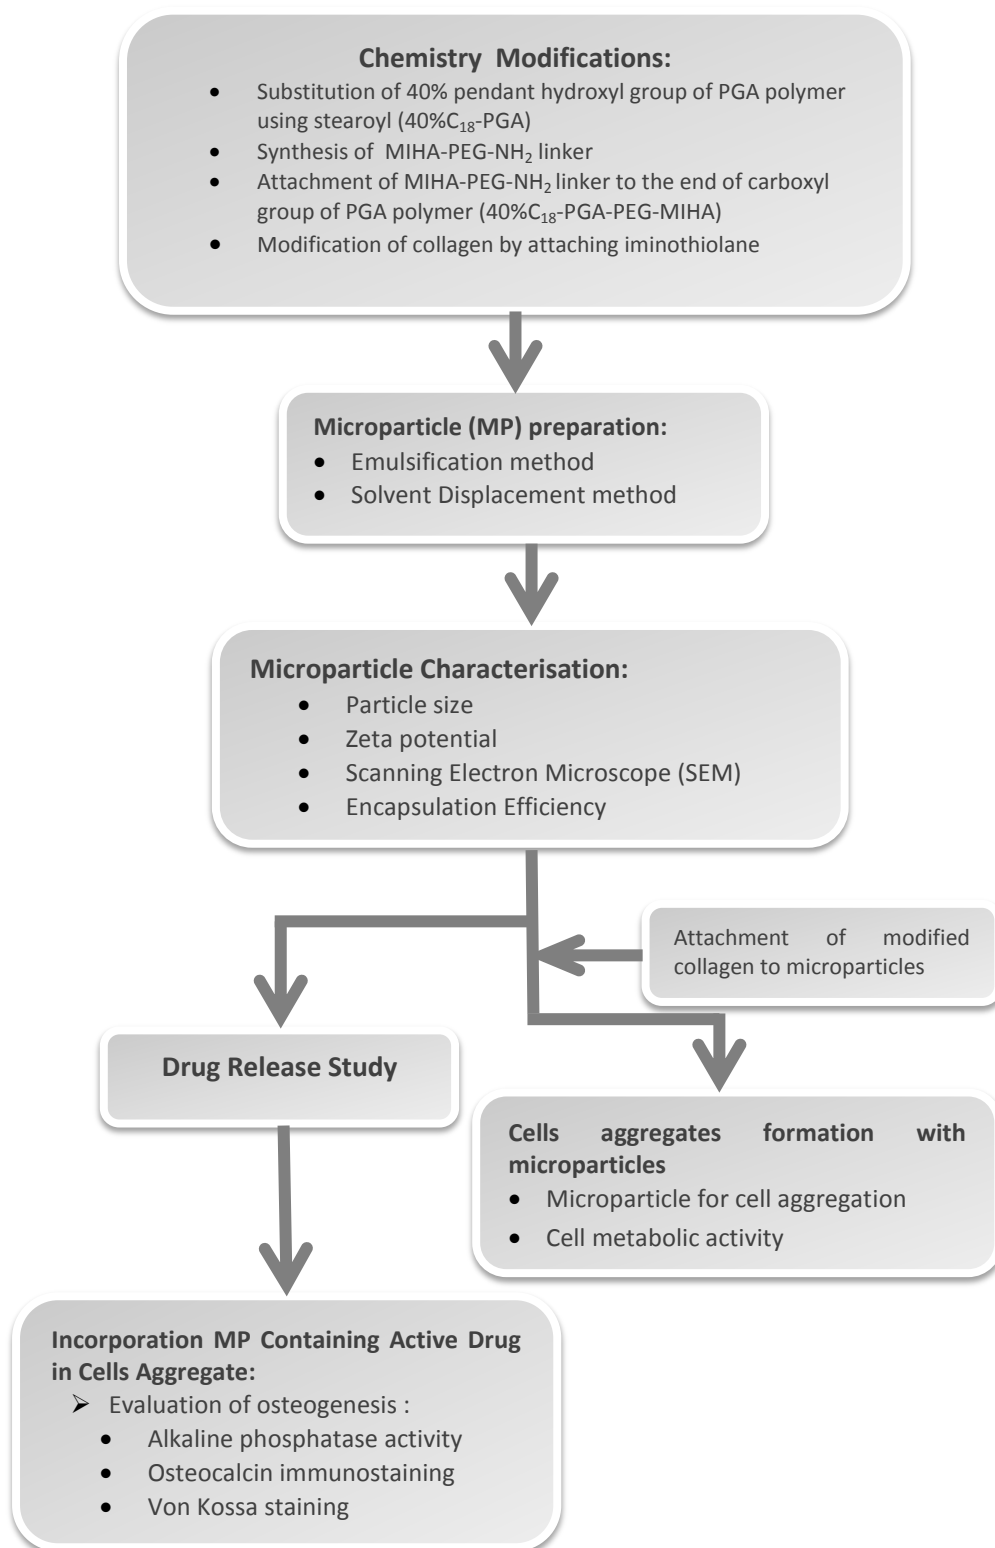 Chemistry Modifications:
• Substitution of 40% pendant hydroxyl group of PGA polymer
using stearoyl (40%C₁₈-PGA)
• Synthesis of MIHA-PEG-NH₂ linker
• Attachment of MIHA-PEG-NH₂ linker to the end of carboxyl
group of PGA polymer (40%C₁₈-PGA-PEG-MIHA)
• Modification of collagen by attaching iminothiolane
Microparticle (MP) preparation:
• Emulsification method
• Solvent Displacement method
Microparticle Characterisation:
• Particle size
• Zeta potential
• Scanning Electron Microscope (SEM)
• Encapsulation Efficiency
Attachment of modified
collagen to microparticles
Drug Release Study
Cells aggregates formation with
microparticles
• Microparticle for cell aggregation
• Cell metabolic activity
Incorporation MP Containing Active Drug
in Cells Aggregate:
➢ Evaluation of osteogenesis :
• Alkaline phosphatase activity
• Osteocalcin immunostaining
• Von Kossa staining